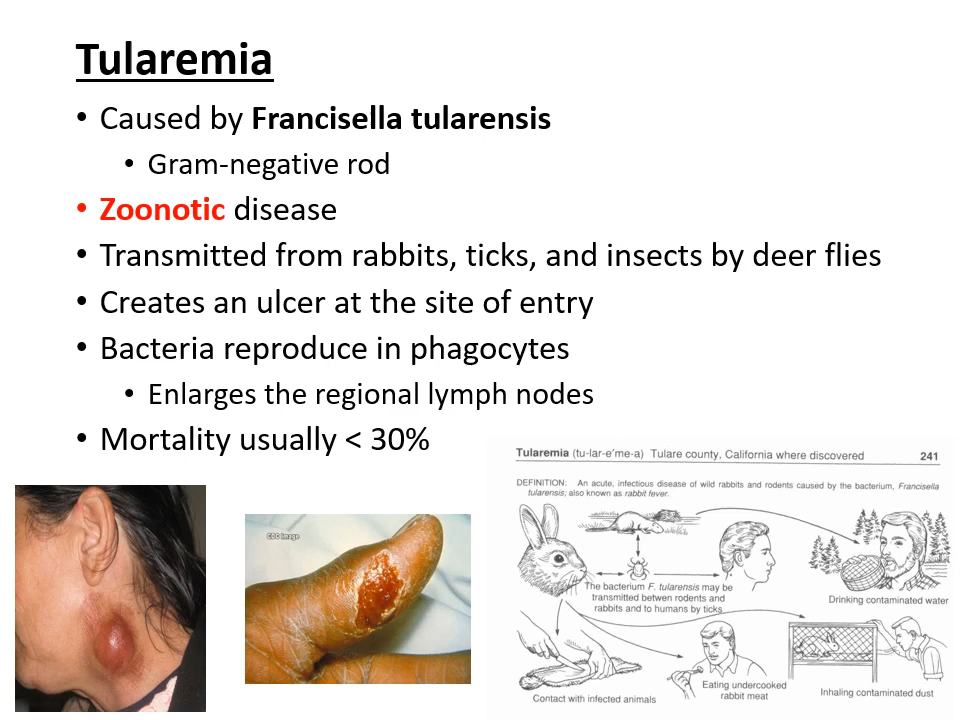 Tularemia
• Caused by Francisella tularensis
• Gram-negative rod
• Zoonotic disease
• Transmitted from rabbits, ticks, and insects by deer flies
• Creates an ulcer at the site of entry
• Bacteria reproduce in phagocytes
• Enlarges the regional lymph nodes
• Mortality usually < 30%
Tularemia (tu-lar-e′me-a) Tulare county, California where discovered 241
DEFINITION: An acute, infectious disease of wild rabbits and rodents caused by the bacterium, Francisella
tularensis; also known as rabbit fever.
CDC Image
The bacterium F. tularensis may be
transmitted betwen rodents and
rabbits and to humans by ticks
Drinking contaminated water
Contact with infected animals
Eating undercooked
rabbit meat
Inhaling contaminated dust